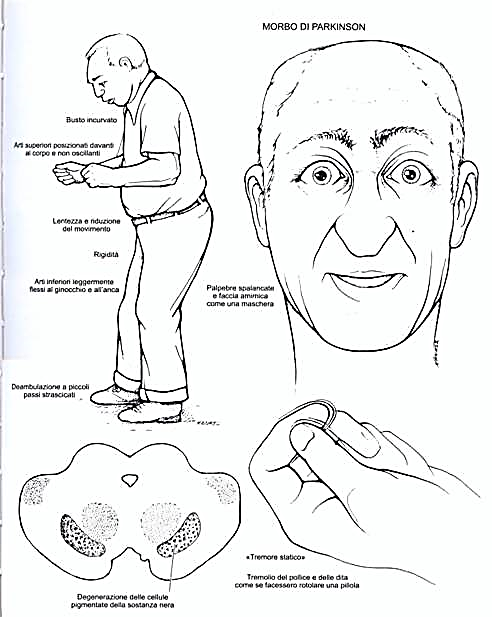 MORBO DI PARKINSON
Busto incurvato
Arti superiori posizionati davanti
al corpo e non oscillanti
Lentezza e riduzione
del movimento
Rigidità
Arti inferiori leggermente
flessi al ginocchio e all'anca
Palpebre spalancate
e faccia amimica
come una maschera
Deambulazione a piccoli
passi strascicati
«Tremore statico»
Tremolio del pollice e delle dita
come se facessero rotolare una pillola
Degenerazione delle cellule
pigmentate della sostanza nera